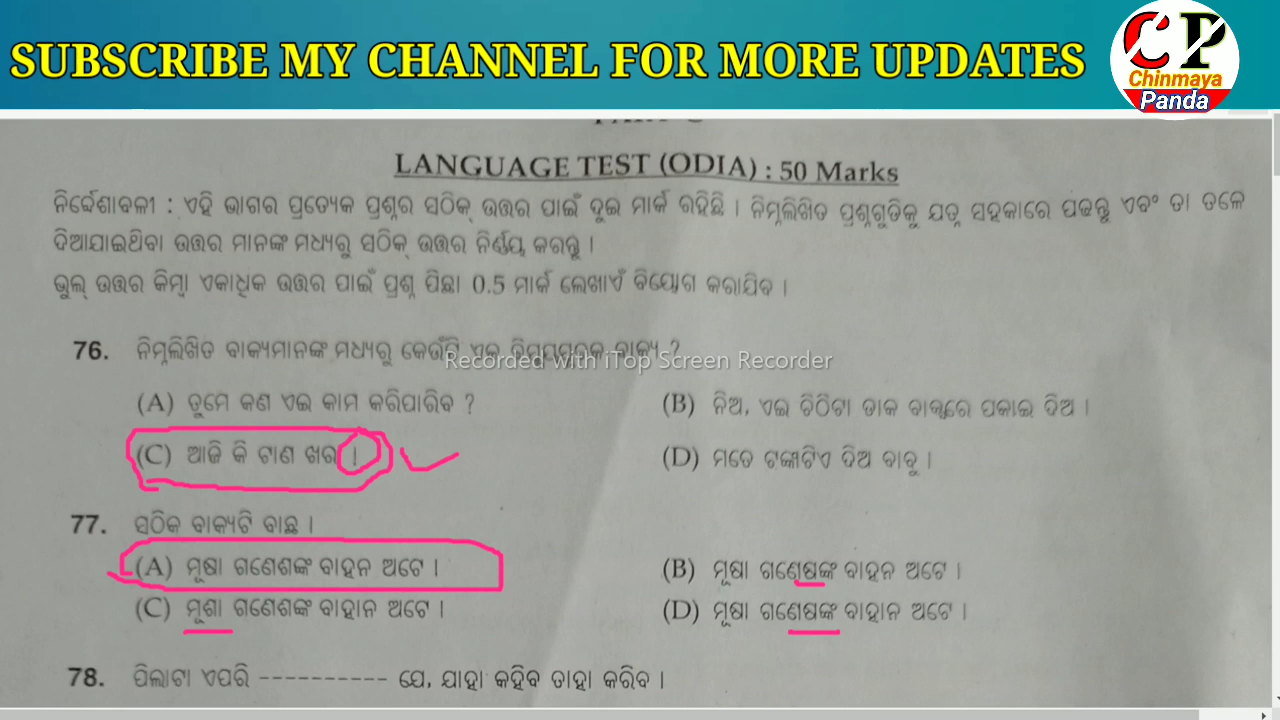 SUBSCRIBE MY CHANNEL FOR MORE UPDATES
CP
Chinmaya
Panda
LANGUAGE TEST (ODIA) : 50 Marks
ନିର୍ଦ୍ଦେଶାବଳୀ : ଏହି ଭାଗର ପ୍ରତ୍ୟେକ ପ୍ରଶ୍ନର ସଠିକ୍ ଉତ୍ତର ପାଇଁ ଦୁଇ ମାର୍କ ରହିଛି । ନିମ୍ନଲିଖିତ ପ୍ରଶ୍ନଗୁଡିକୁ ଯତ୍ନ ସହକାରେ ପଢନ୍ତୁ ଏବଂ ତା ତଳେ
ଦିଆଯାଇଥିବା ଉତ୍ତର ମାନଙ୍କ ମଧ୍ୟରୁ ସଠିକ୍ ଉତ୍ତର ନିର୍ଣ୍ଣୟ କରନ୍ତୁ ।
ଭୁଲ୍ ଉତ୍ତର କିମ୍ବା ଏକାଧିକ ଉତ୍ତର ପାଇଁ ପ୍ରଶ୍ନ ପିଛା 0.5 ମାର୍କ ଲେଖାଏଁ ବିୟୋଗ କରାଯିବ ।
76. ନିମ୍ନଲିଖିତ ବାକ୍ୟମାନଙ୍କ ମଧ୍ୟରୁ କେଉଁଟି ଏକ ବିସ୍ମୟସୂଚକ ବାକ୍ୟ ?
Recorded with iTop Screen Recorder
(A) ତୁମେ କଣ ଏଇ କାମ କରିପାରିବ ? (B) ନିଅ, ଏଇ ଚିଠିଟା ଡାକ ବାକ୍ସରେ ପକାଇ ଦିଅ ।
(C) ଆଜି କି ଟାଣ ଖରା । (D) ମତେ ଟଙ୍କାଟିଏ ଦିଅ ବାବୁ ।
77. ସଠିକ ବାକ୍ୟଟି ବାଛ ।
(A) ମୂଷା ଗଣେଶଙ୍କ ବାହନ ଅଟେ । (B) ମୂଷା ଗଣେଷଙ୍କ ବାହନ ଅଟେ ।
(C) ମୂଶା ଗଣେଶଙ୍କ ବାହାନ ଅଟେ । (D) ମୂଷା ଗଣେଷଙ୍କ ବାହାନ ଅଟେ ।
78. ପିଲାଟା ଏପରି ---------- ଯେ, ଯାହା କହିବ ତାହା କରିବ ।